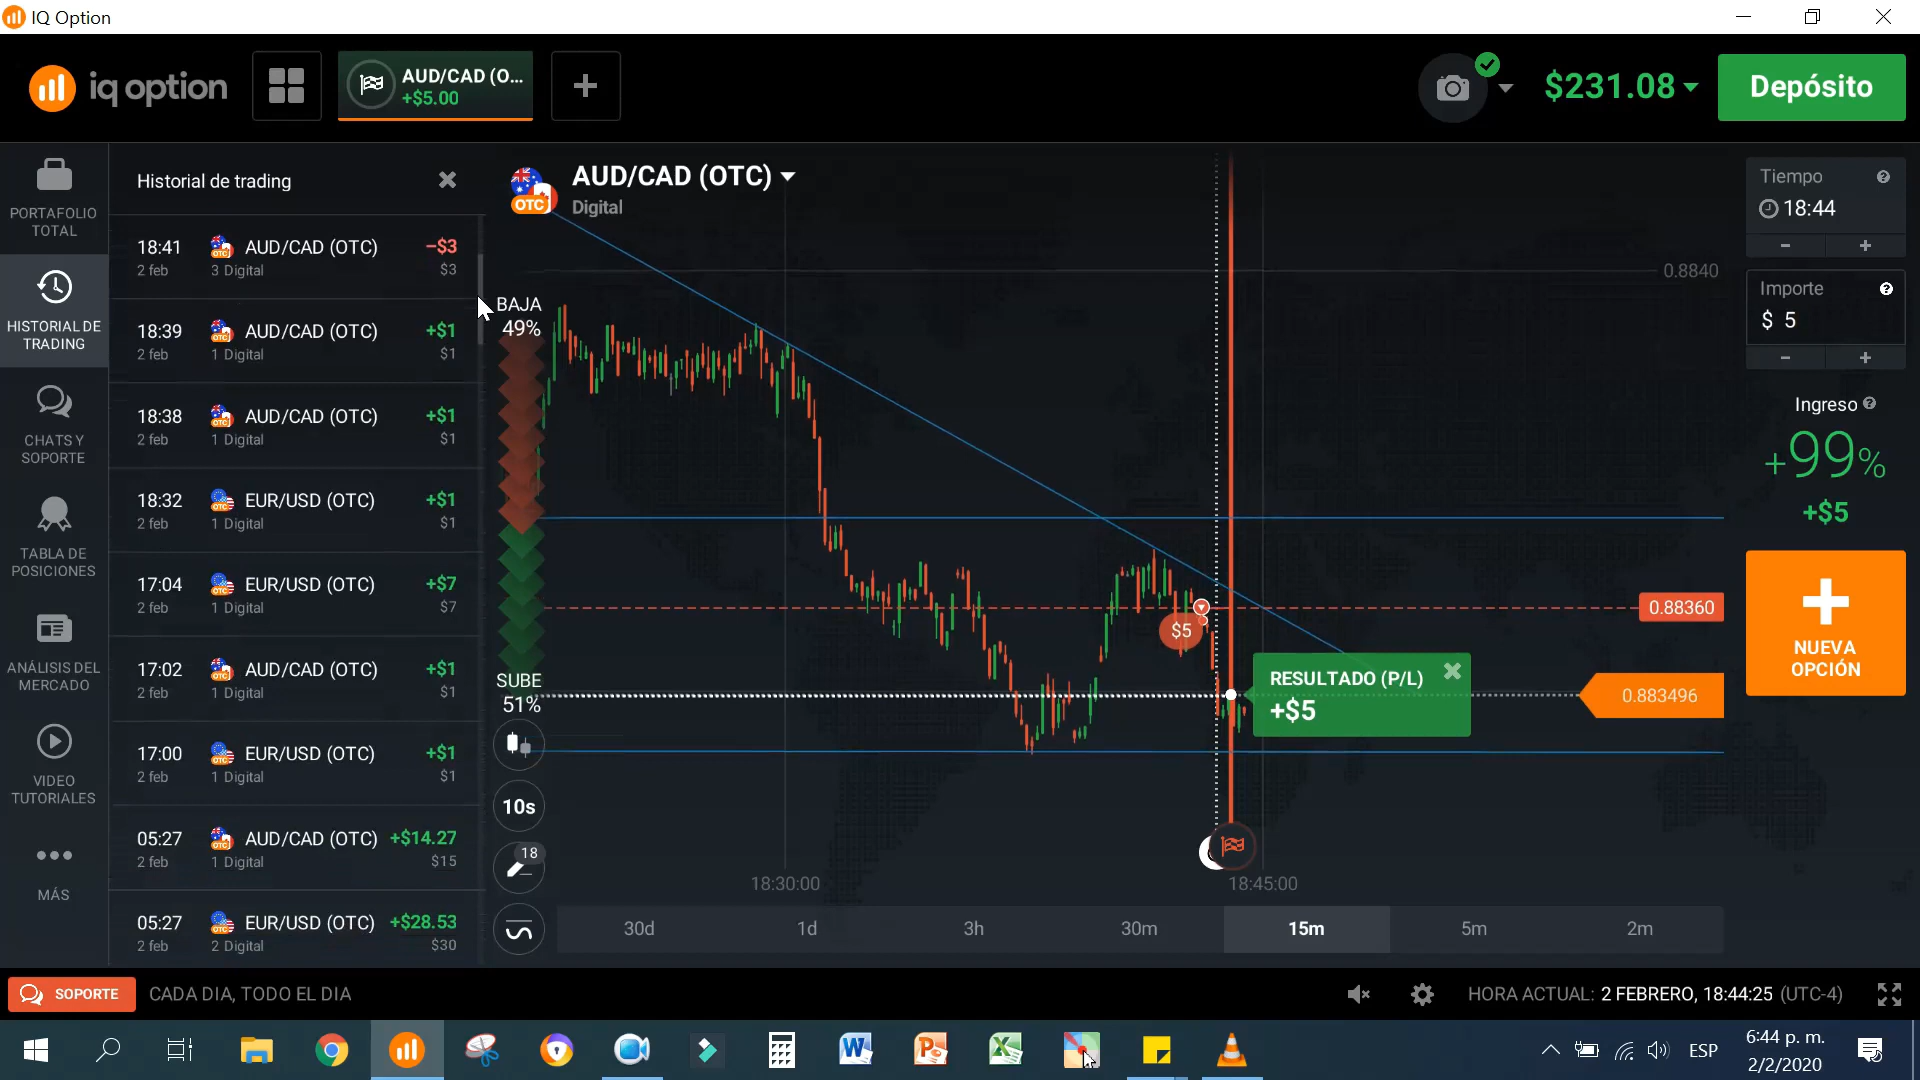 IQ Option
iq option
AUD/CAD (O...
+$5.00
$231.08
Depósito
PORTAFOLIO
TOTAL
HISTORIAL DE
TRADING
CHATS Y
SOPORTE
TABLA DE
POSICIONES
ANÁLISIS DEL
MERCADO
VIDEO
TUTORIALES
MÁS
Historial de trading
18:41 AUD/CAD (OTC) −$3
2 feb 3 Digital $3
18:39 AUD/CAD (OTC) +$1
2 feb 1 Digital $1
18:38 AUD/CAD (OTC) +$1
2 feb 1 Digital $1
18:32 EUR/USD (OTC) +$1
2 feb 1 Digital $1
17:04 EUR/USD (OTC) +$7
2 feb 1 Digital $7
17:02 AUD/CAD (OTC) +$1
2 feb 1 Digital $1
17:00 EUR/USD (OTC) +$1
2 feb 1 Digital $1
05:27 AUD/CAD (OTC) +$14.27
2 feb 1 Digital $15
05:27 EUR/USD (OTC) +$28.53
2 feb 2 Digital $30
OTC
AUD/CAD (OTC)
Digital
BAJA
49%
SUBE
51%
10s
18
0.8840
0.88360
$5
RESULTADO (P/L)
+$5
0.883496
18:30:00
18:45:00
30d 1d 3h 30m 15m 5m 2m
Tiempo
18:44
− +
Importe
$ 5
− +
Ingreso
+99%
+$5
NUEVA
OPCIÓN
SOPORTE CADA DIA, TODO EL DIA
HORA ACTUAL: 2 FEBRERO, 18:44:25 (UTC-4)
ESP
6:44 p. m.
2/2/2020